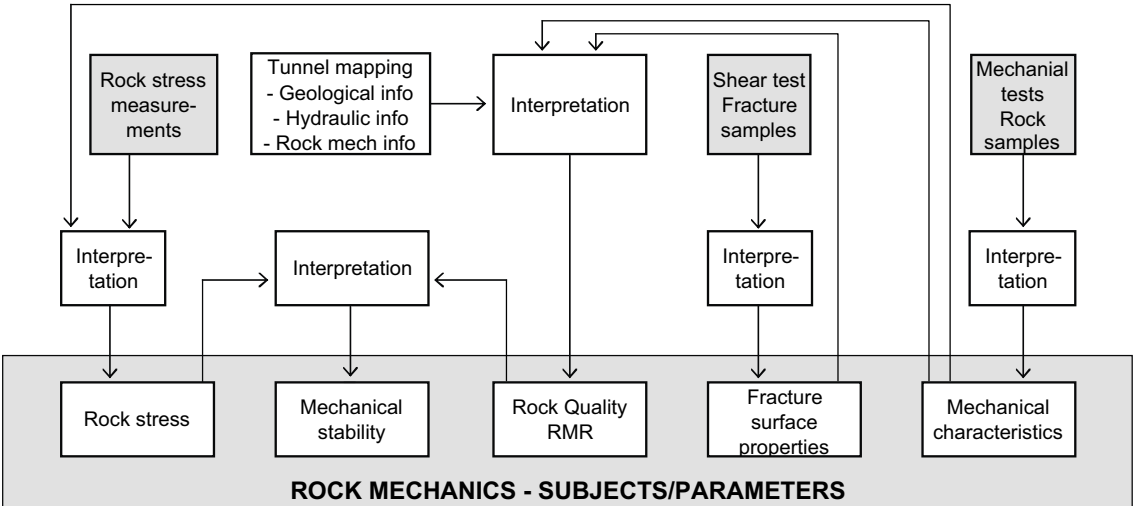 Rock stress
measure-
ments
Tunnel mapping
- Geological info
- Hydraulic info
- Rock mech info
Interpretation
Shear test
Fracture
samples
Mechanial
tests
Rock
samples
Interpre-
tation
Interpretation
Interpre-
tation
Interpre-
tation
Rock stress
Mechanical
stability
Rock Quality
RMR
Fracture
surface
properties
Mechanical
characteristics
ROCK MECHANICS - SUBJECTS/PARAMETERS